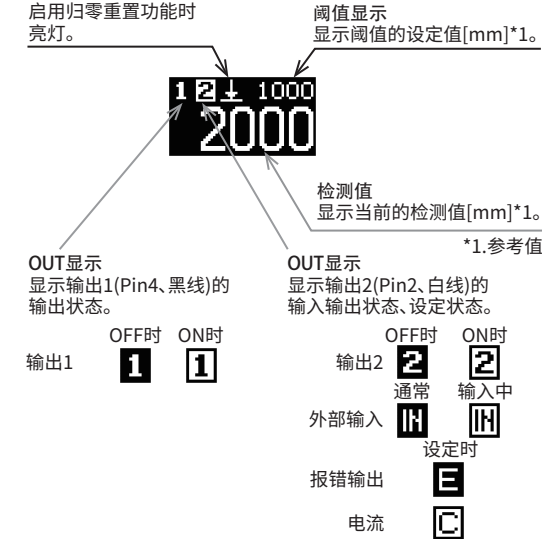 启用归零重置功能时
亮灯。
阈值显示
显示阈值的设定值[mm]*1。
1 2 1000
2000
检测值
显示当前的检测值[mm]*1。
*1.参考值
OUT显示
显示输出1(Pin4、黑线)的
输出状态。
OFF时 ON时
输出1 1 1
OUT显示
显示输出2(Pin2、白线)的
输入输出状态、设定状态。
OFF时 ON时
输出2 2 2
通常 输入中
外部输入 IN IN
设定时
报错输出 E
电流 C